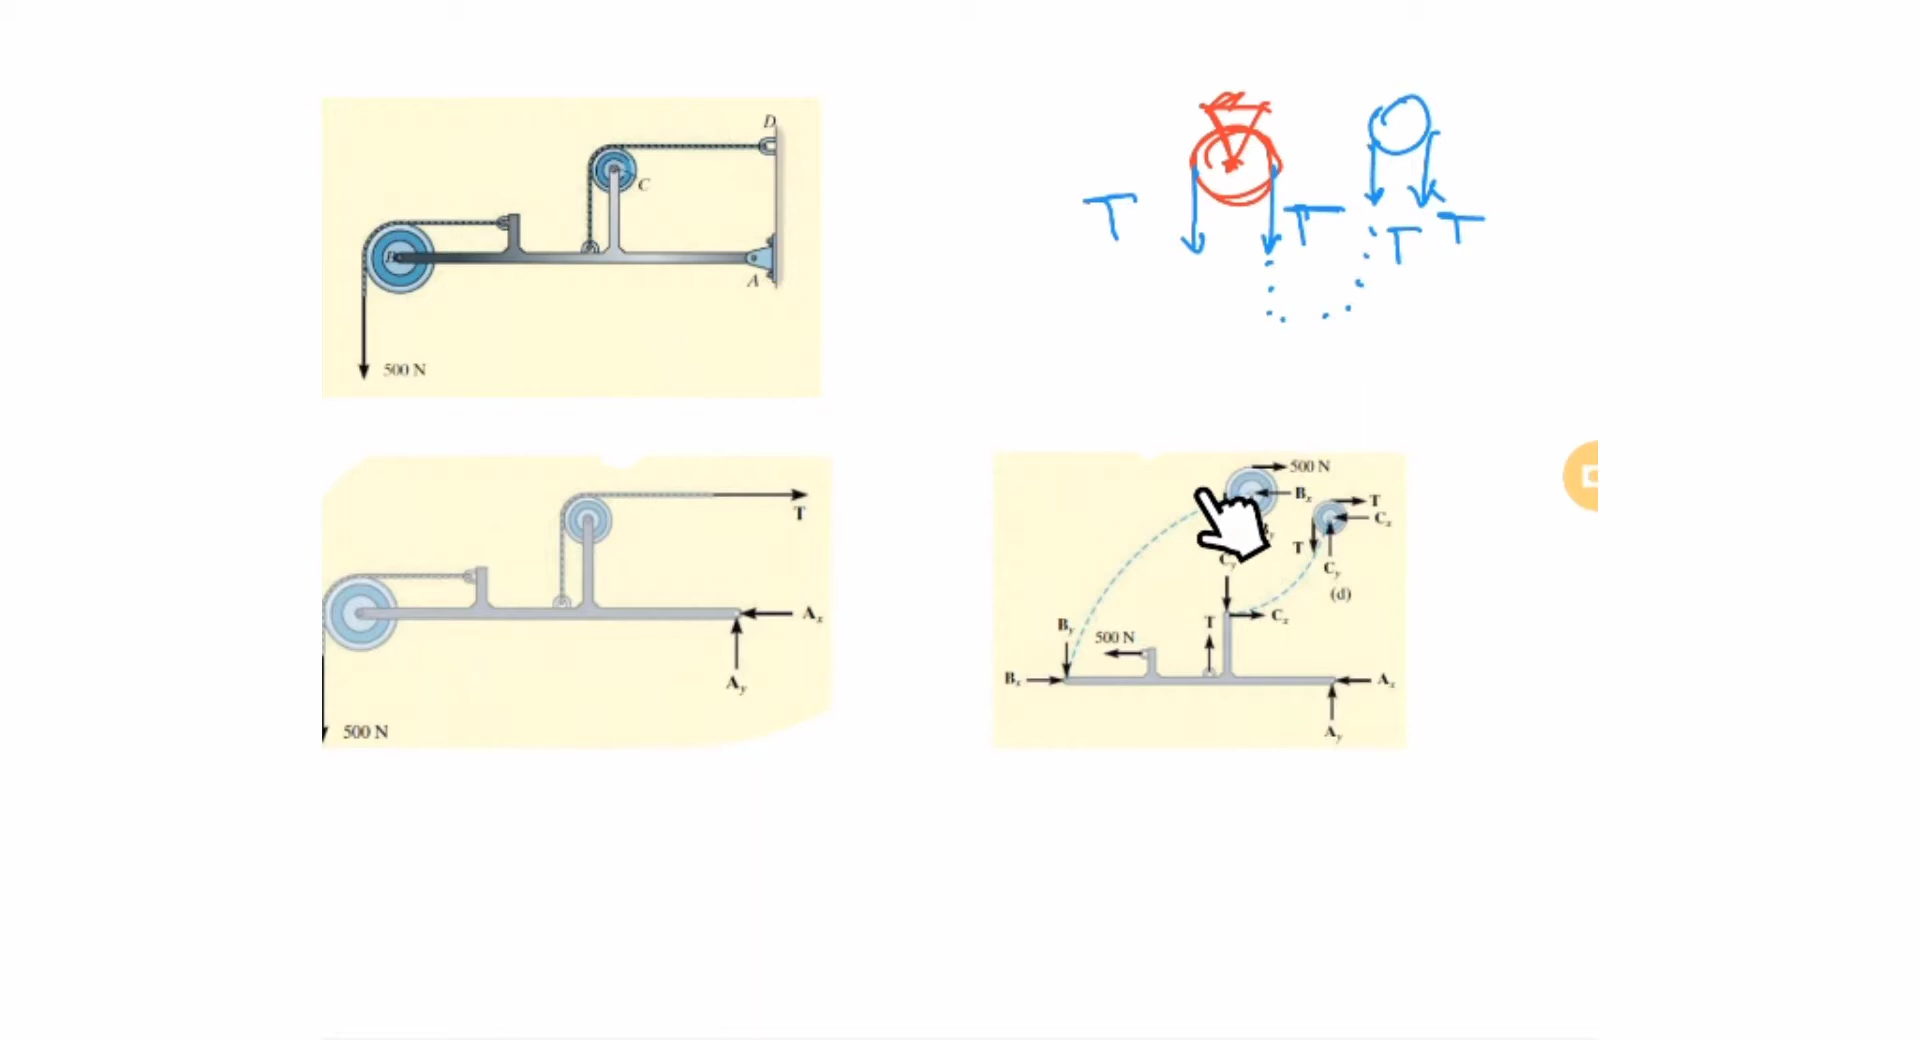 D
C
B
A
500 N
T T
T T
T
A_x
A_y
500 N
500 N
B_x
T
C_x
T
C_y
C_y
(d)
B_y
500 N
T
C_x
B_x
A_x
A_y